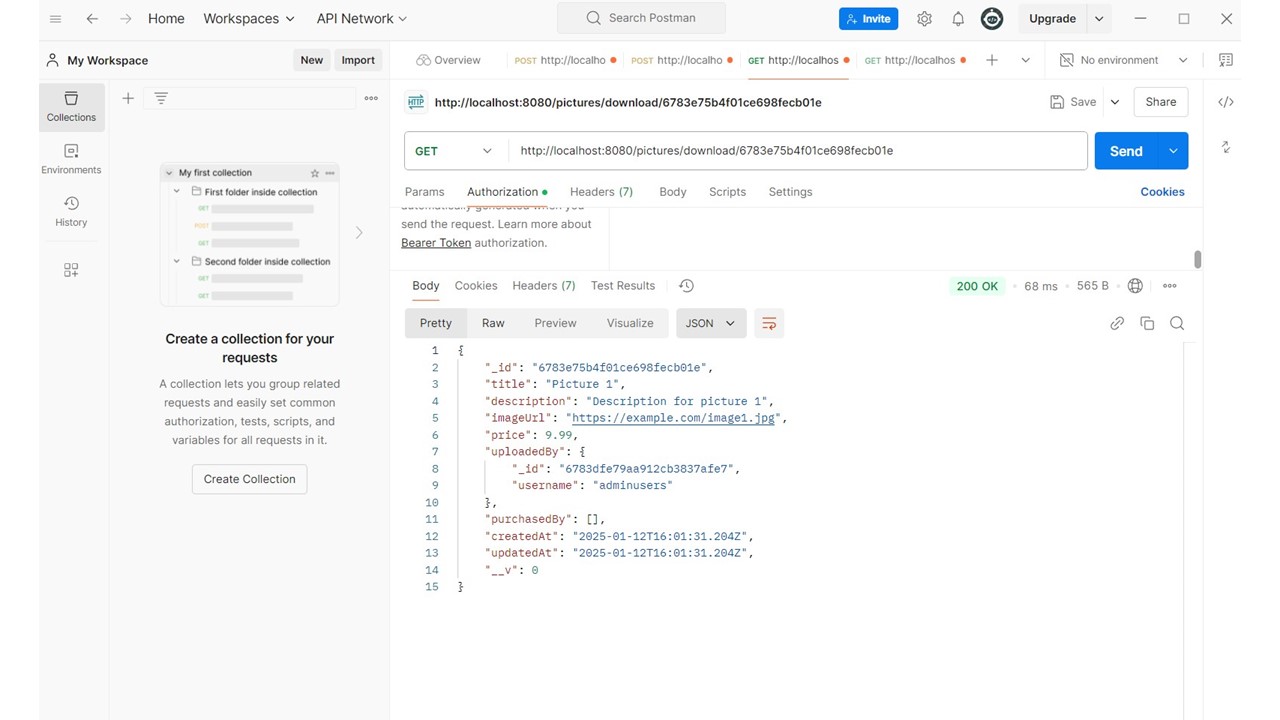 Home Workspaces API Network Search Postman Invite Upgrade
My Workspace New Import Overview POST http://localho POST http://localho GET http://localhos GET http://localhos No environment
Collections
Environments
History
My first collection
First folder inside collection
GET
POST
GET
Second folder inside collection
GET
GET
Create a collection for your
requests
A collection lets you group related
requests and easily set common
authorization, tests, scripts, and
variables for all requests in it.
Create Collection
HTTP http://localhost:8080/pictures/download/6783e75b4f01ce698fecb01e Save Share
GET http://localhost:8080/pictures/download/6783e75b4f01ce698fecb01e Send
Params Authorization Headers (7) Body Scripts Settings Cookies
automatically generated when you
send the request. Learn more about
Bearer Token authorization.
Body Cookies Headers (7) Test Results 200 OK 68 ms 565 B
Pretty Raw Preview Visualize JSON
1 {
2 "_id": "6783e75b4f01ce698fecb01e",
3 "title": "Picture 1",
4 "description": "Description for picture 1",
5 "imageUrl": "https://example.com/image1.jpg",
6 "price": 9.99,
7 "uploadedBy": {
8 "_id": "6783dfe79aa912cb3837afe7",
9 "username": "adminusers"
10 },
11 "purchasedBy": [],
12 "createdAt": "2025-01-12T16:01:31.204Z",
13 "updatedAt": "2025-01-12T16:01:31.204Z",
14 "__v": 0
15 }